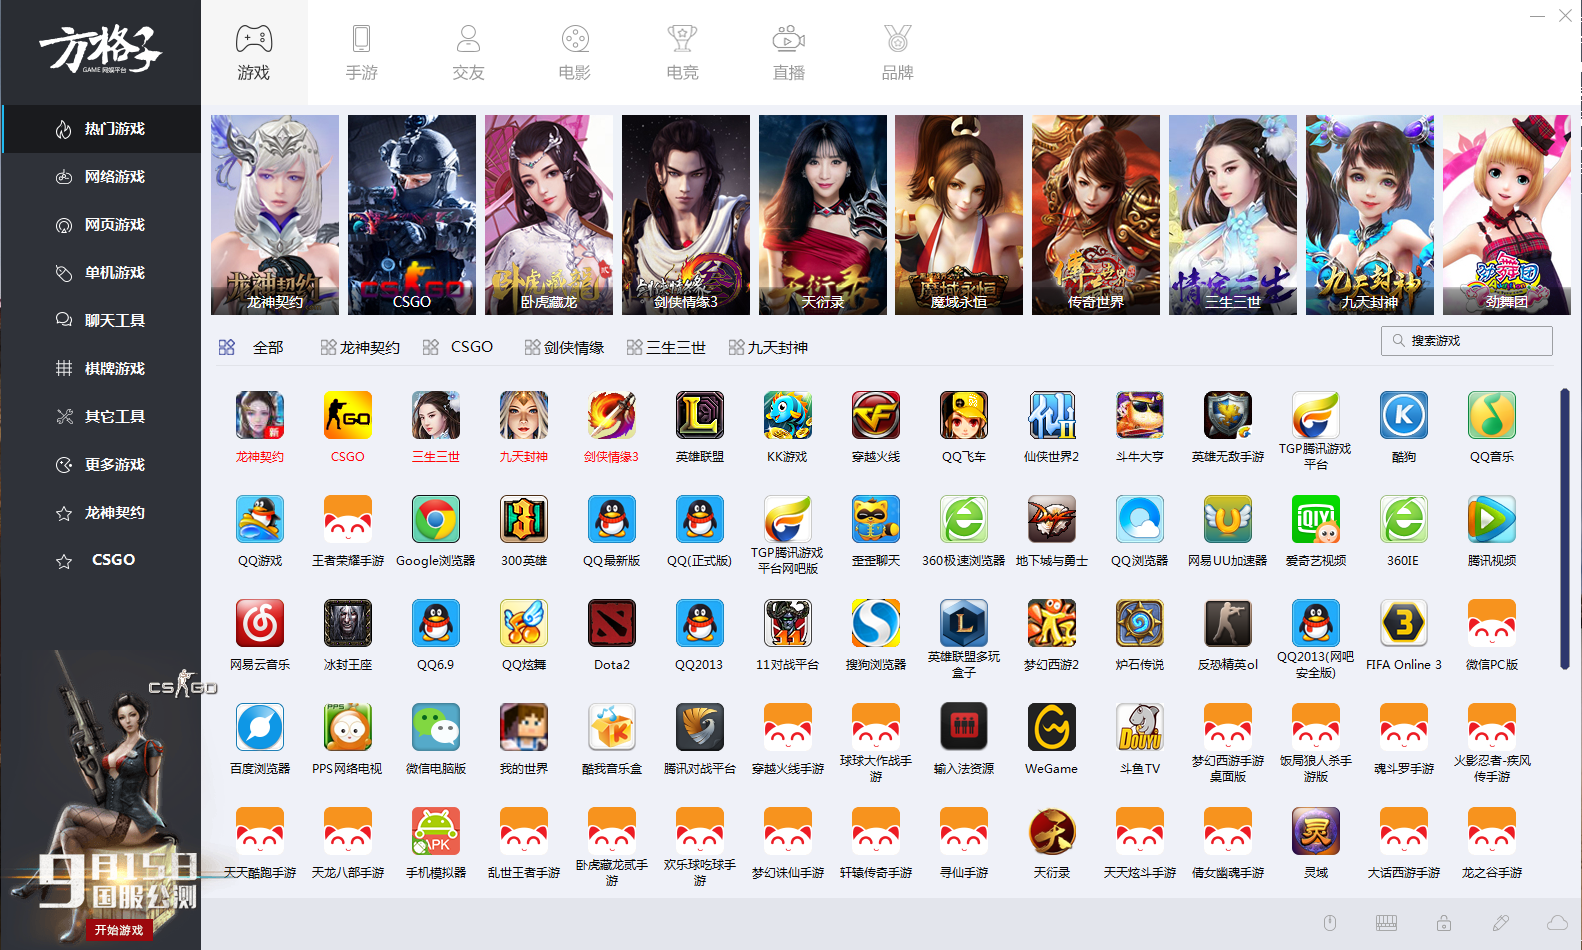 方格子
GAME 网娱平台
热门游戏
网络游戏
网页游戏
单机游戏
聊天工具
棋牌游戏
其它工具
更多游戏
龙神契约
CSGO
CS GO
9月15日
国服公测
开始游戏
游戏
手游
交友
电影
电竞
直播
品牌
龙神契约
龙神契约
CSGO
CSGO
卧虎藏龙
卧虎藏龙
剑侠情缘3
天衍录
天衍录
魔域永恒
魔域永恒
传奇世界
情定三生
三生三世
九天封神
九天封神
劲舞团
劲舞团
全部 龙神契约 CSGO 剑侠情缘 三生三世 九天封神
搜索游戏
龙神契约 CSGO 三生三世 九天封神 剑侠情缘3 英雄联盟 KK游戏 穿越火线 QQ飞车 仙侠世界2 斗牛大亨 英雄无敌手游 TGP腾讯游戏平台 酷狗 QQ音乐
QQ游戏 王者荣耀手游 Google浏览器 300英雄 QQ最新版 QQ(正式版) TGP腾讯游戏平台网吧版 歪歪聊天 360极速浏览器 地下城与勇士 QQ浏览器 网易UU加速器 爱奇艺视频 360IE 腾讯视频
网易云音乐 冰封王座 QQ6.9 QQ炫舞 Dota2 QQ2013 11对战平台 搜狗浏览器 英雄联盟多玩盒子 梦幻西游2 炉石传说 反恐精英ol QQ2013(网吧安全版) FIFA Online 3 微信PC版
百度浏览器 PPS网络电视 微信电脑版 我的世界 酷我音乐盒 腾讯对战平台 穿越火线手游 球球大作战手游 输入法资源 WeGame 斗鱼TV 梦幻西游手游桌面版 饭局狼人杀手游版 魂斗罗手游 火影忍者-疾风传手游
天天酷跑手游 天龙八部手游 手机模拟器 乱世王者手游 卧虎藏龙贰手游 欢乐球吃球手游 梦幻诛仙手游 轩辕传奇手游 寻仙手游 天衍录 天天炫斗手游 倩女幽魂手游 灵域 大话西游手游 龙之谷手游